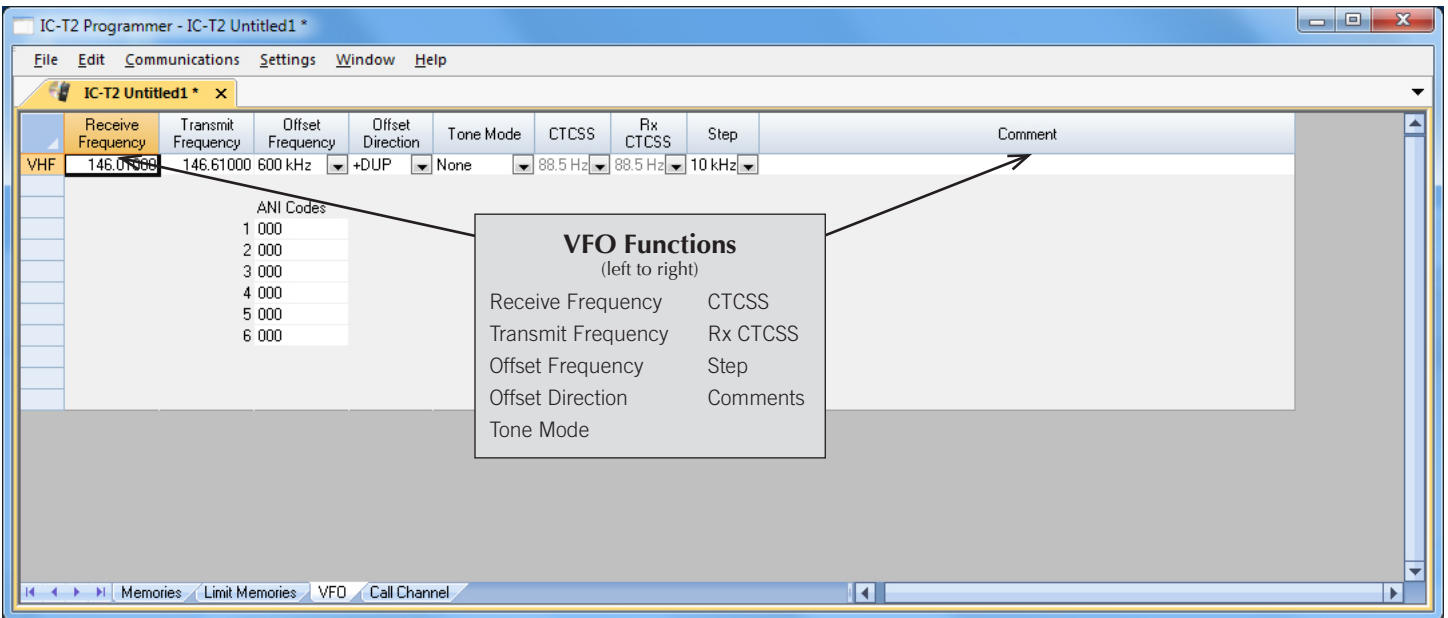 IC-T2 Programmer - IC-T2 Untitled1 *
File Edit Communications Settings Window Help
IC-T2 Untitled1 * x
Receive Frequency Transmit Frequency Offset Frequency Offset Direction Tone Mode CTCSS Rx CTCSS Step Comment
VHF 146.01000 146.61000 600 kHz +DUP None 88.5 Hz 88.5 Hz 10 kHz
ANI Codes
1 000
2 000
3 000
4 000
5 000
6 000
VFO Functions
(left to right)
Receive Frequency CTCSS
Transmit Frequency Rx CTCSS
Offset Frequency Step
Offset Direction Comments
Tone Mode
Memories Limit Memories VFO Call Channel